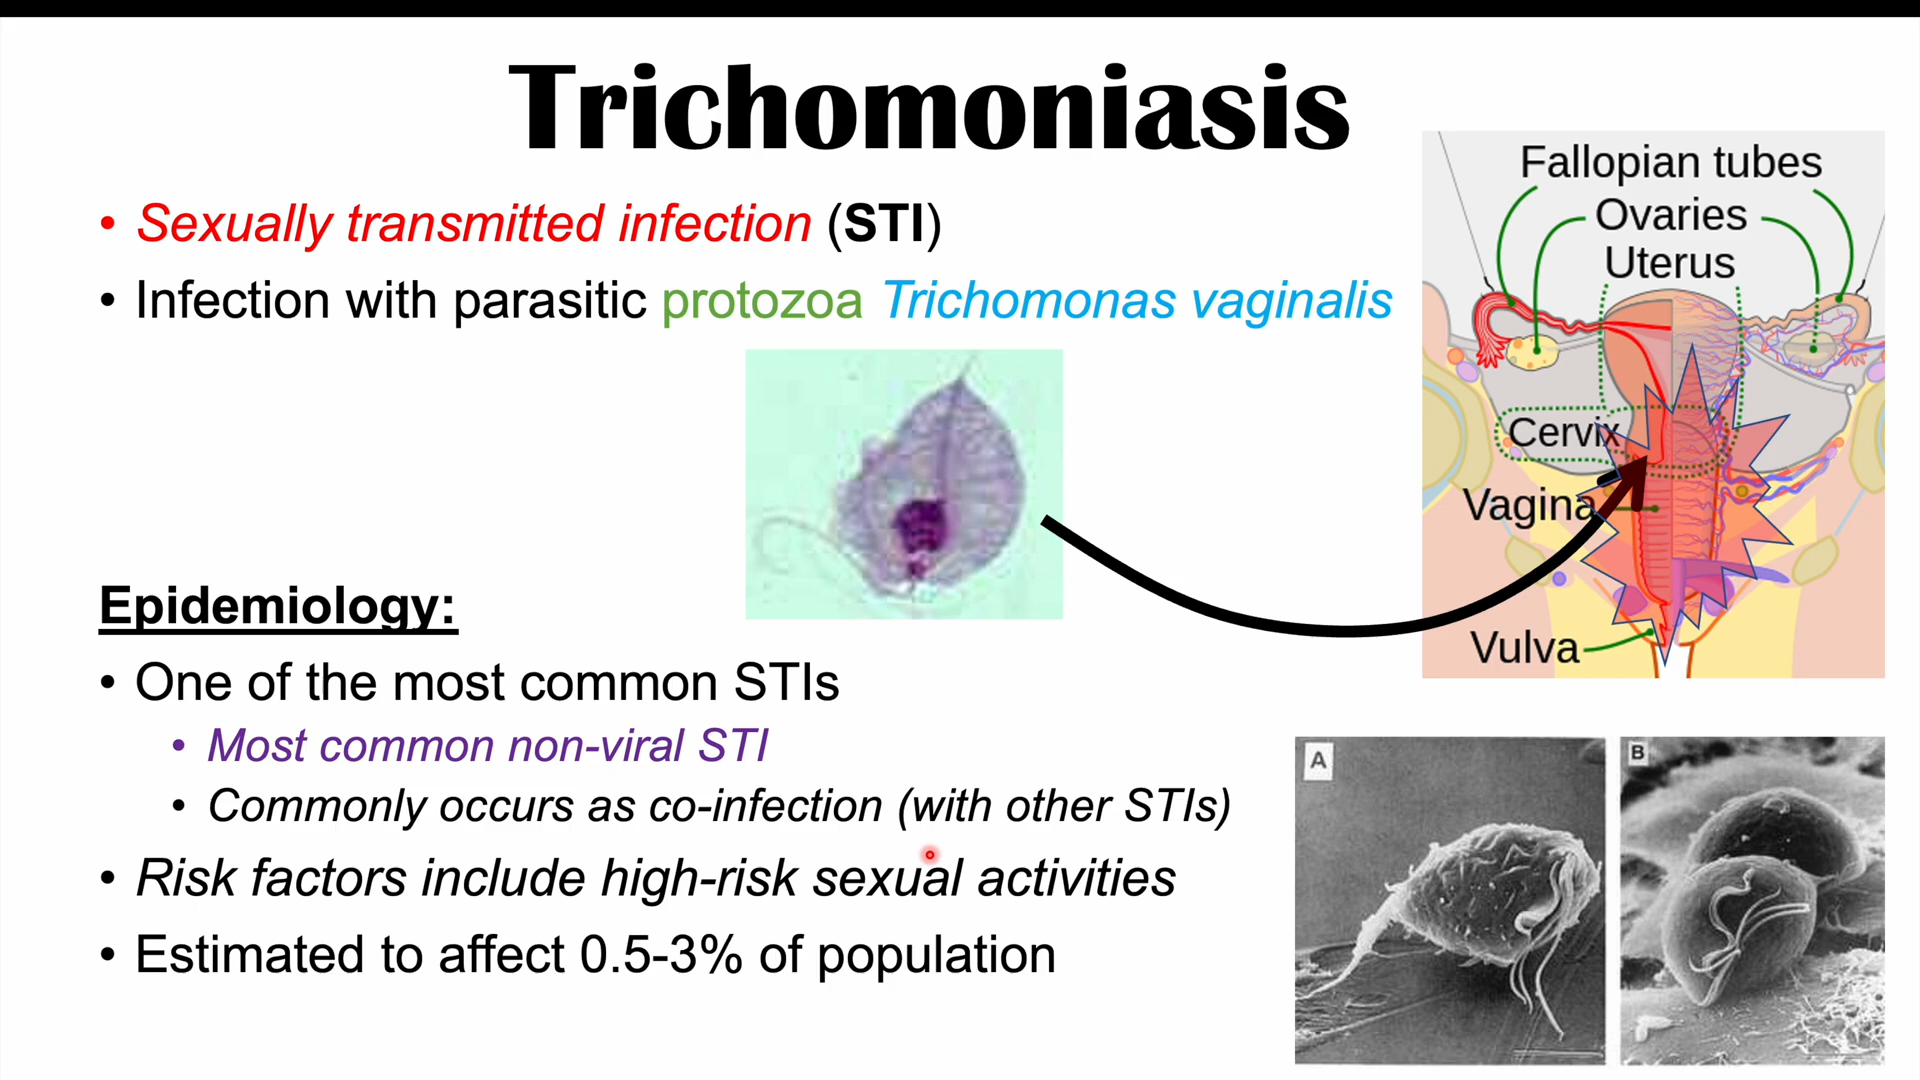 Trichomoniasis
• Sexually transmitted infection (STI)
• Infection with parasitic protozoa Trichomonas vaginalis
Epidemiology:
• One of the most common STIs
• Most common non-viral STI
• Commonly occurs as co-infection (with other STIs)
• Risk factors include high-risk sexual activities
• Estimated to affect 0.5-3% of population
Fallopian tubes
Ovaries
Uterus
Cervix
Vagina
Vulva
A
B